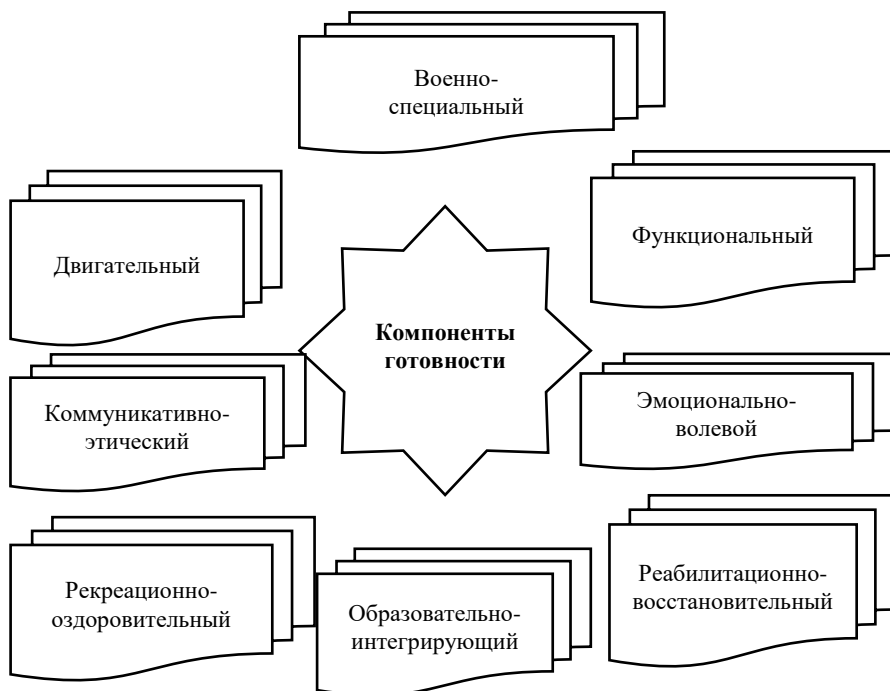 Военно-
специальный
Двигательный
Функциональный
Компоненты
готовности
Коммуникативно-
этический
Эмоционально-
волевой
Рекреационно-
оздоровительный
Образовательно-
интегрирующий
Реабилитационно-
восстановительный